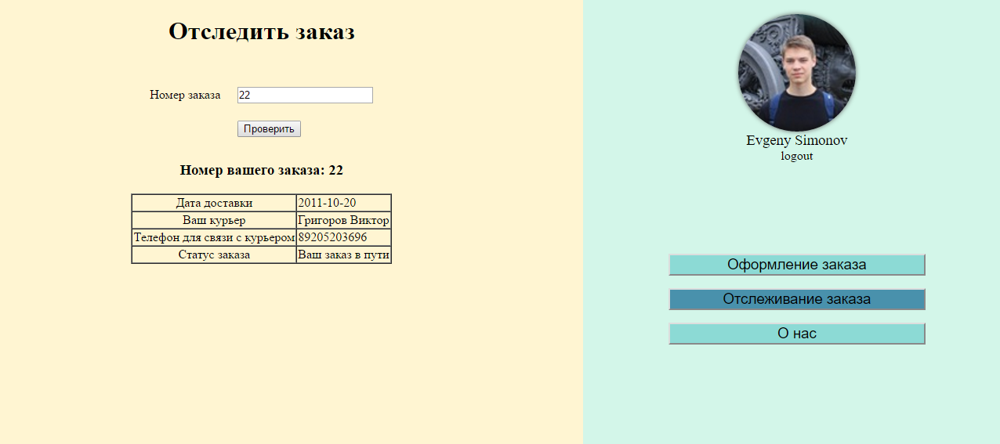 Отследить заказ
Номер заказа 22
Проверить
Номер вашего заказа: 22
Дата доставки 2011-10-20
Ваш курьер Григоров Виктор
Телефон для связи с курьером 89205203696
Статус заказа Ваш заказ в пути
Evgeny Simonov
logout
Оформление заказа
Отслеживание заказа
О нас